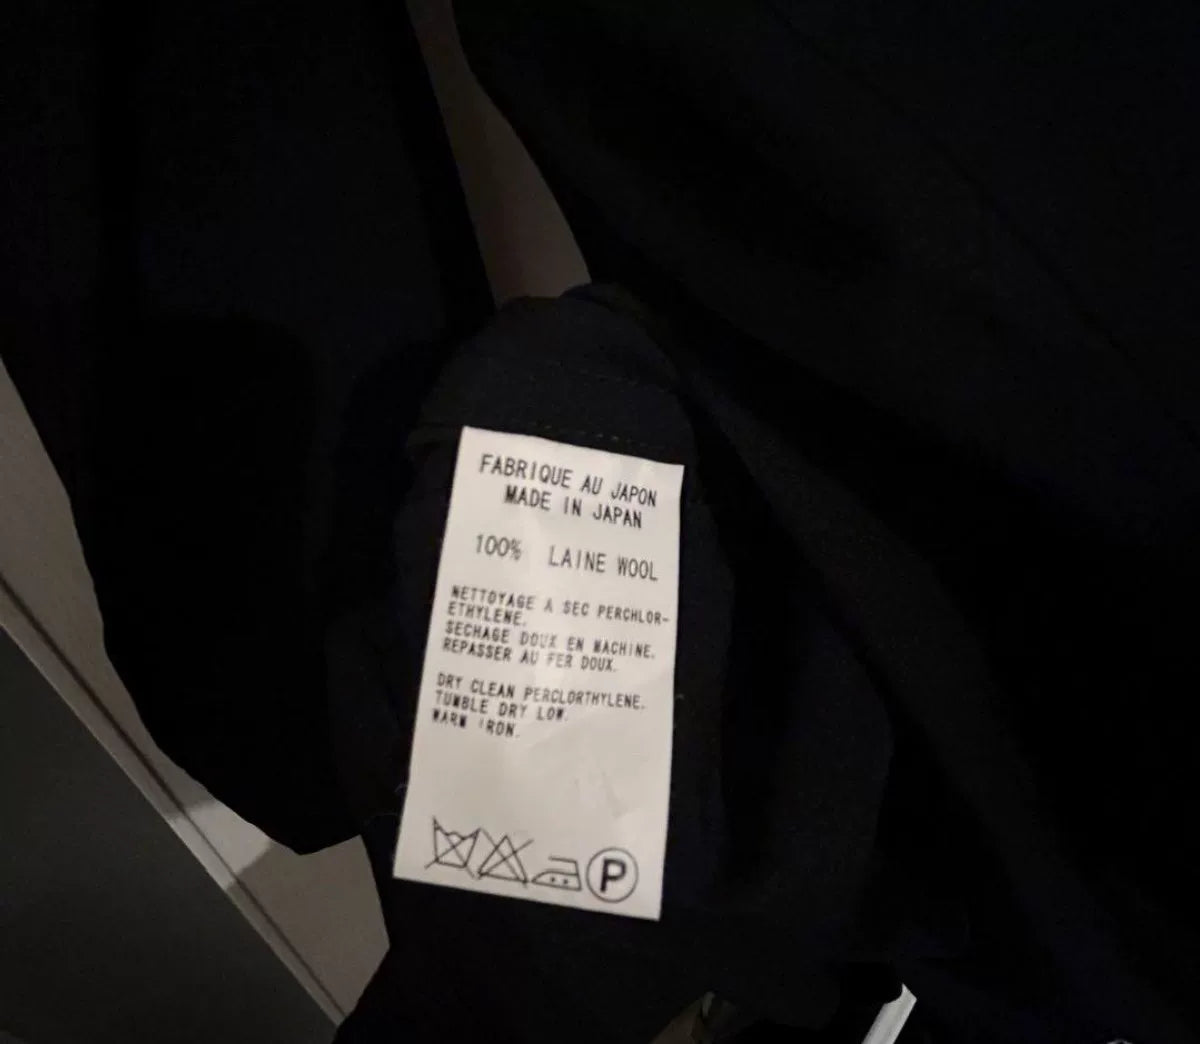 FABRIQUE AU JAPON
MADE IN JAPAN
100% LAINE WOOL
NETTOYAGE A SEC PERCHLOR-
ETHYLENE.
SECHAGE DOUX EN MACHINE.
REPASSER AU FER DOUX.
DRY CLEAN PERCLORTHYLENE.
TUMBLE DRY LOW.
WARM IRON.
P